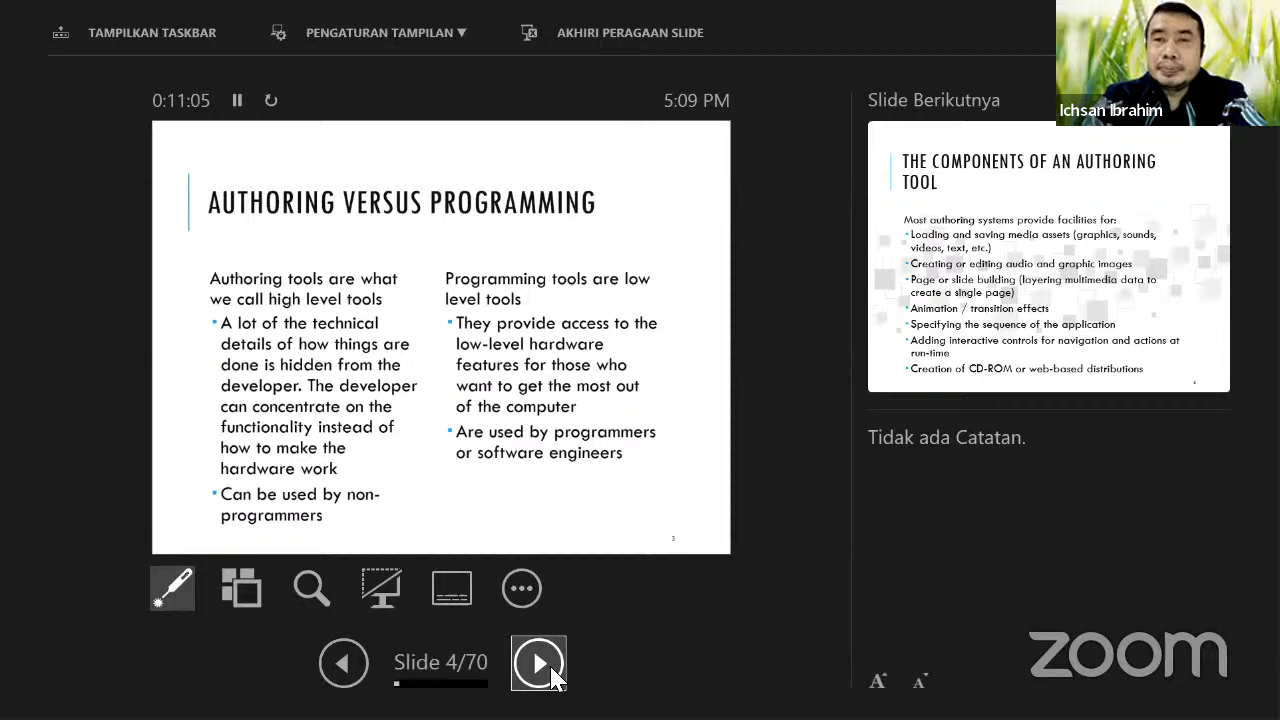 TAMPILKAN TASKBAR
PENGATURAN TAMPILAN ▼
AKHIRI PERAGAAN SLIDE
Ichsan Ibrahim
0:11:05
5:09 PM
AUTHORING VERSUS PROGRAMMING
Authoring tools are what
we call high level tools
▪ A lot of the technical
details of how things are
done is hidden from the
developer. The developer
can concentrate on the
functionality instead of
how to make the
hardware work
▪ Can be used by non-
programmers
Programming tools are low
level tools
▪ They provide access to the
low-level hardware
features for those who
want to get the most out
of the computer
▪ Are used by programmers
or software engineers
3
Slide 4/70
Slide Berikutnya
THE COMPONENTS OF AN AUTHORING
TOOL
Most authoring systems provide facilities for:
▪ Loading and saving media assets (graphics, sounds,
videos, text, etc.)
▪ Creating or editing audio and graphic images
▪ Page or slide building (layering multimedia data to
create a single page)
▪ Animation / transition effects
▪ Specifying the sequence of the application
▪ Adding interactive controls for navigation and actions at
run-time
▪ Creation of CD-ROM or web-based distributions
Tidak ada Catatan.
A A
zoom